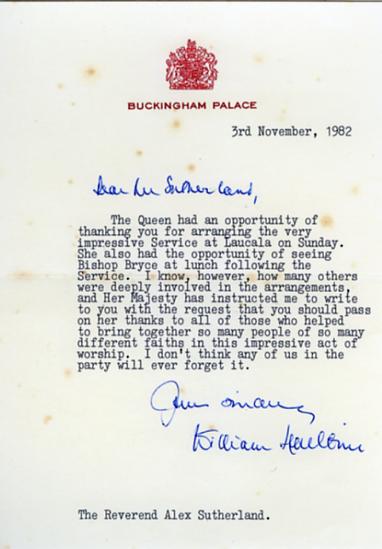 BUCKINGHAM PALACE
3rd November, 1982
Dear Mr Sutherland,
The Queen had an opportunity of
thanking you for arranging the very
impressive Service at Laucala on Sunday.
She also had the opportunity of seeing
Bishop Bryce at lunch following the
Service. I know, however, how many others
were deeply involved in the arrangements,
and Her Majesty has instructed me to write
to you with the request that you should pass
on her thanks to all of those who helped
to bring together so many people of so many
different faiths in this impressive act of
worship. I don't think any of us in the
party will ever forget it.
William Heseltine
The Reverend Alex Sutherland.